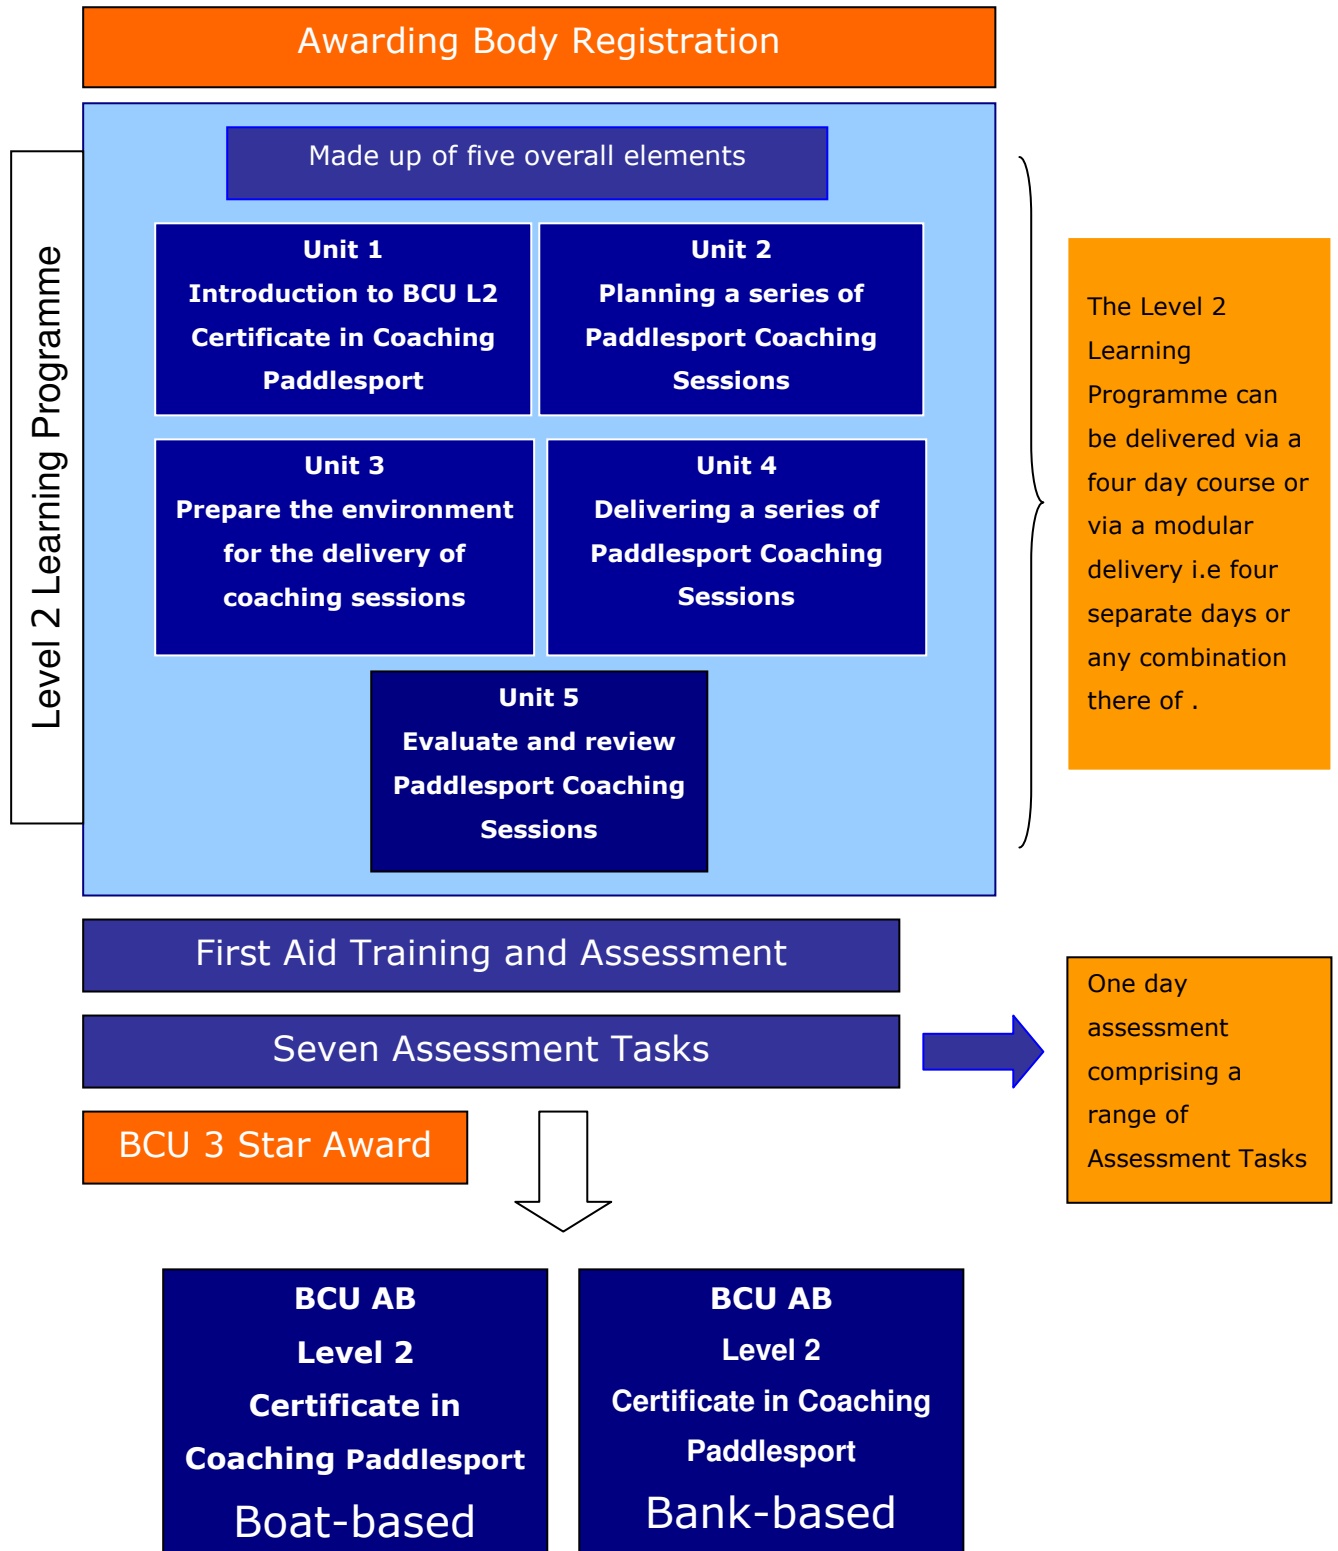 Awarding Body Registration
Level 2 Learning Programme
Made up of five overall elements
Unit 1
Introduction to BCU L2
Certificate in Coaching
Paddlesport
Unit 2
Planning a series of
Paddlesport Coaching
Sessions
Unit 3
Prepare the environment
for the delivery of
coaching sessions
Unit 4
Delivering a series of
Paddlesport Coaching
Sessions
Unit 5
Evaluate and review
Paddlesport Coaching
Sessions
The Level 2
Learning
Programme can
be delivered via a
four day course or
via a modular
delivery i.e four
separate days or
any combination
there of .
First Aid Training and Assessment
Seven Assessment Tasks
One day
assessment
comprising a
range of
Assessment Tasks
BCU 3 Star Award
BCU AB
Level 2
Certificate in
Coaching Paddlesport
Boat-based
BCU AB
Level 2
Certificate in Coaching
Paddlesport
Bank-based